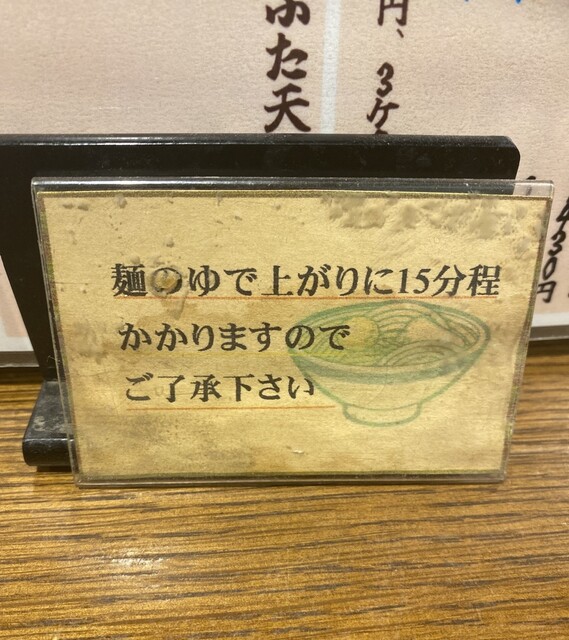 麺のゆで上がりに15分程
かかりますので
ご了承下さい
ぶた天
円、3ケ
430円